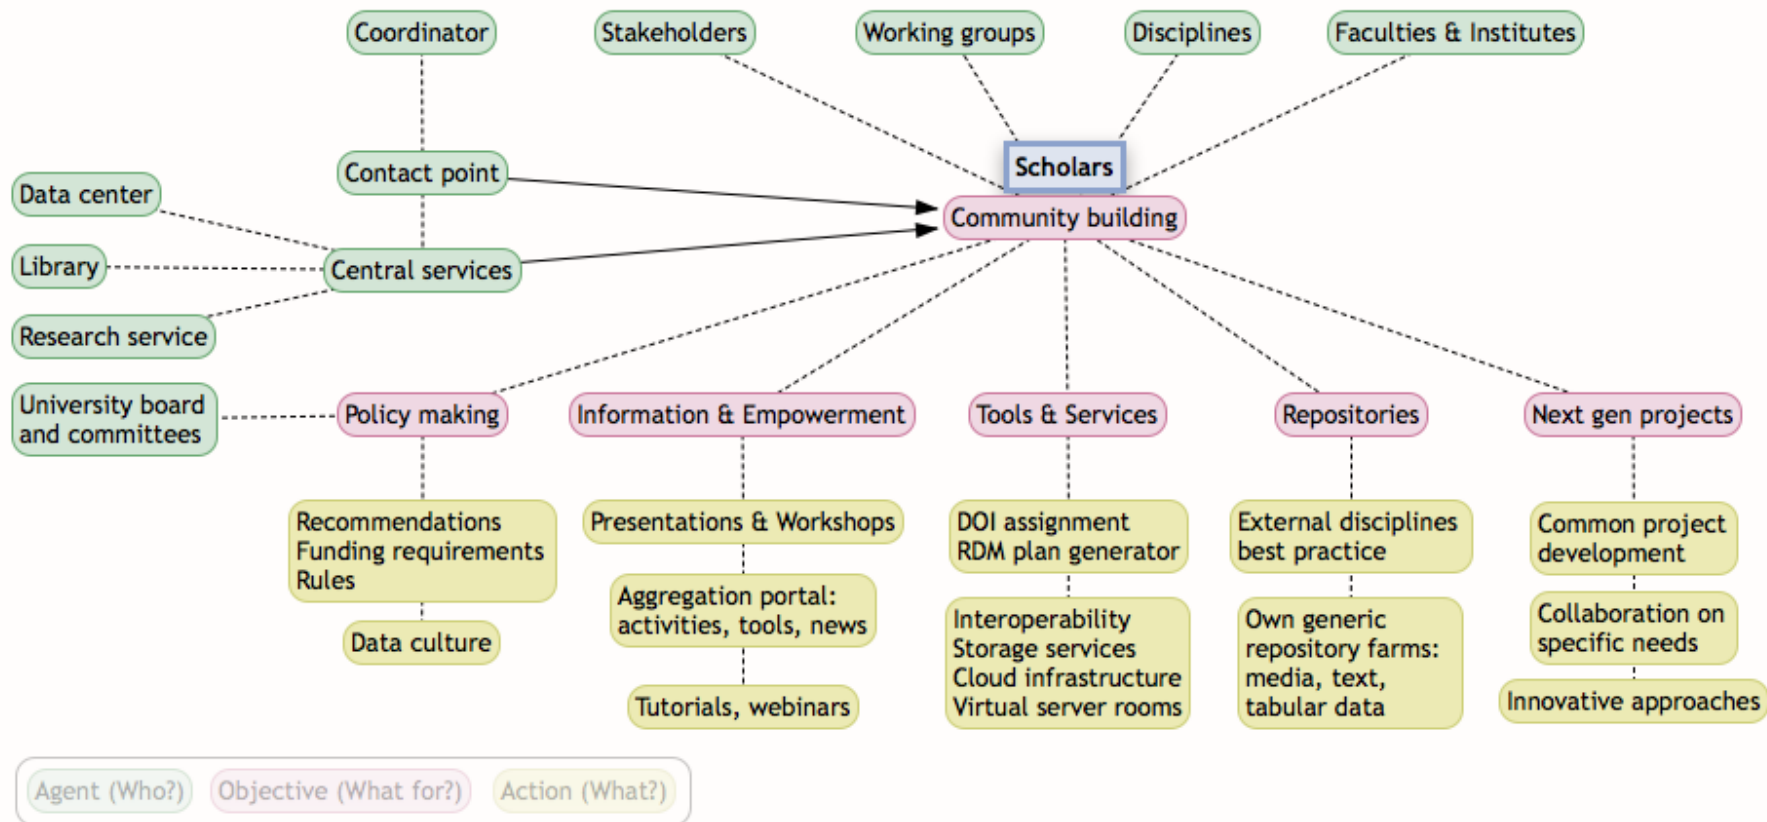 Coordinator
Stakeholders
Working groups
Disciplines
Faculties & Institutes
Scholars
Contact point
Data center
Community building
Library
Central services
Research service
University board
and committees
Policy making
Information & Empowerment
Tools & Services
Repositories
Next gen projects
Recommendations
Funding requirements
Rules
Data culture
Presentations & Workshops
Aggregation portal:
activities, tools, news
Tutorials, webinars
DOI assignment
RDM plan generator
Interoperability
Storage services
Cloud infrastructure
Virtual server rooms
External disciplines
best practice
Own generic
repository farms:
media, text,
tabular data
Common project
development
Collaboration on
specific needs
Innovative approaches
Agent (Who?)
Objective (What for?)
Action (What?)